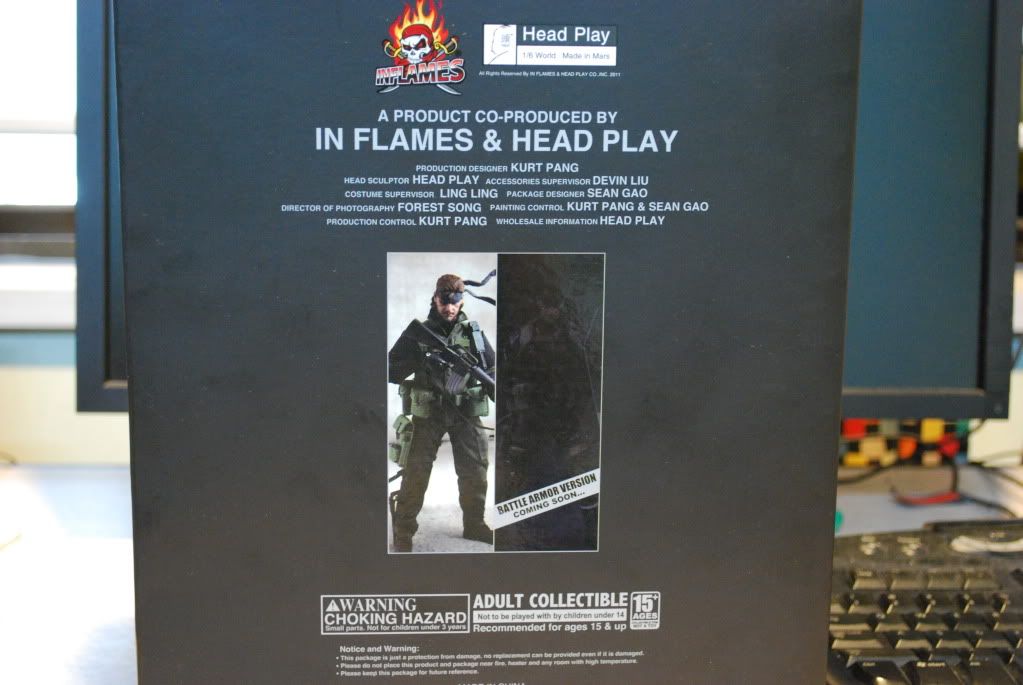 INFLAMES
Head Play
1/6 World Made in Mars
All Rights Reserved By IN FLAMES & HEAD PLAY CO.,INC. 2011
A PRODUCT CO-PRODUCED BY
IN FLAMES & HEAD PLAY
PRODUCTION DESIGNER KURT PANG
HEAD SCULPTOR HEAD PLAY ACCESSORIES SUPERVISOR DEVIN LIU
COSTUME SUPERVISOR LING LING PACKAGE DESIGNER SEAN GAO
DIRECTOR OF PHOTOGRAPHY FOREST SONG PAINTING CONTROL KURT PANG & SEAN GAO
PRODUCTION CONTROL KURT PANG WHOLESALE INFORMATION HEAD PLAY
BATTLE ARMOR VERSION
COMING SOON...
WARNING
CHOKING HAZARD
Small parts. Not for children under 3 years
ADULT COLLECTIBLE
Not to be played with by children under 14
Recommended for ages 15 & up
15+
AGES
Notice and Warning:
• This package is just a protection from damage, no replacement can be provided even if it is damaged.
• Please do not place this product and package near fire, heater and any room with high temperature.
• Please keep this package for future reference.